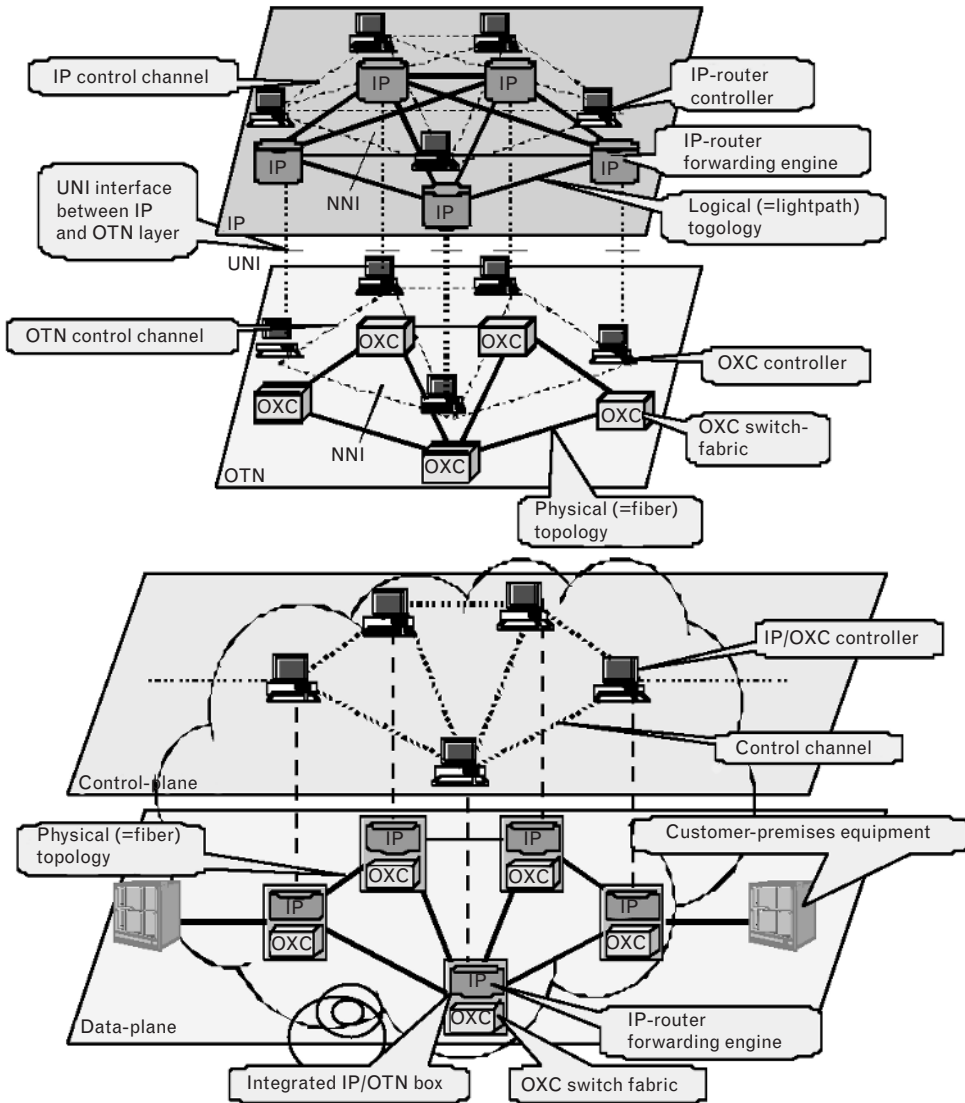 IP control channel
IP
IP
IP-router
controller
IP
IP
IP-router
forwarding engine
UNI interface
between IP
and OTN layer
NNI
IP
Logical (=lightpath)
togology
IP
UNI
OTN control channel
OXC
OXC
OXC controller
OXC
OXC
OXC switch-
fabric
NNI
OXC
OTN
Physical (=fiber)
topology
IP/OXC controller
Control channel
Control-plane
Physical (=fiber)
topology
IP
IP
Customer-premises equipment
OXC
OXC
IP
IP
OXC
OXC
IP
OXC
Data-plane
IP-router
forwarding engine
Integrated IP/OTN box
OXC switch fabric